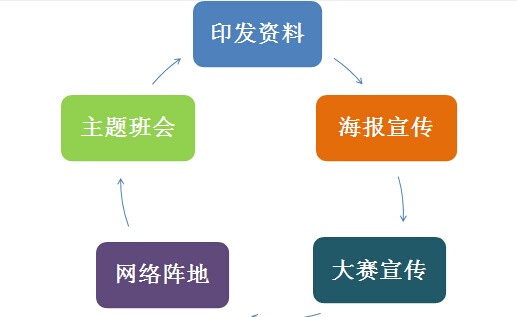 印发资料
海报宣传
大赛宣传
网络阵地
主题班会